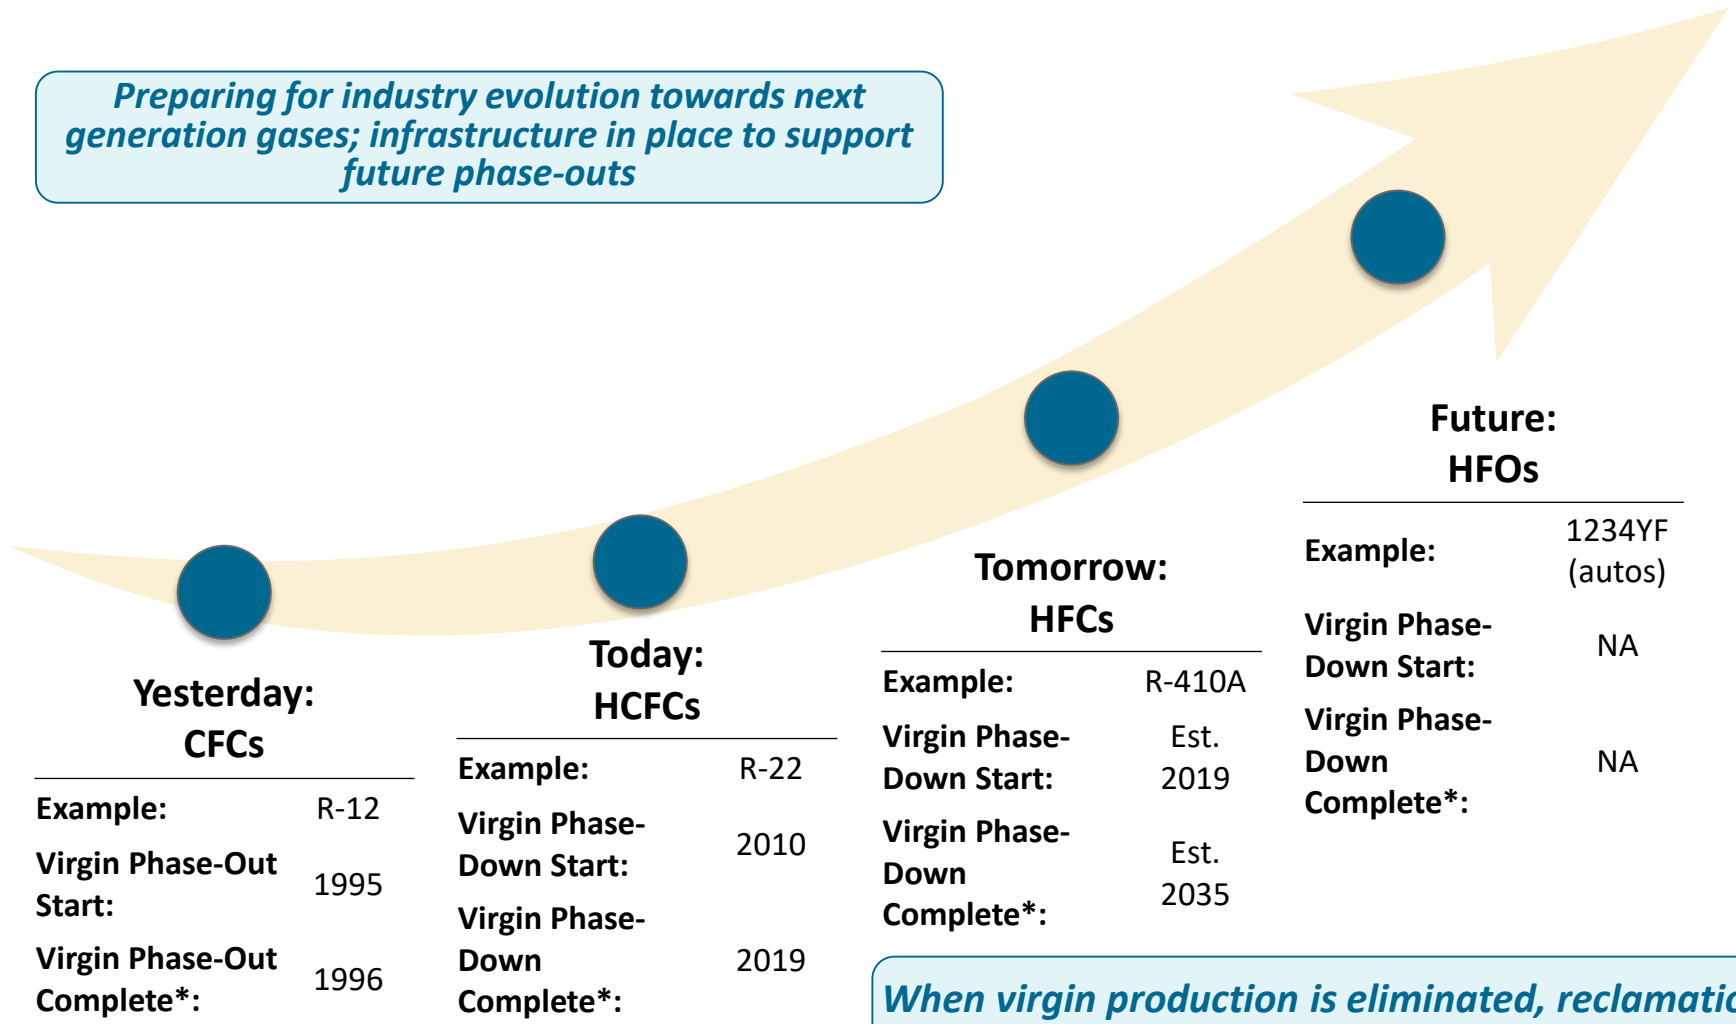 Preparing for industry evolution towards next
generation gases; infrastructure in place to support
future phase-outs
Yesterday:
CFCs
Example: R-12
Virgin Phase-Out
Start: 1995
Virgin Phase-Out
Complete*: 1996
Today:
HCFCs
Example: R-22
Virgin Phase-
Down Start: 2010
Virgin Phase-
Down
Complete*: 2019
Tomorrow:
HFCs
Example: R-410A
Virgin Phase-
Down Start: Est.
2019
Virgin Phase-
Down
Complete*: Est.
2035
Future:
HFOs
Example: 1234YF
(autos)
Virgin Phase-
Down Start: NA
Virgin Phase-
Down
Complete*: NA
When virgin production is eliminated,